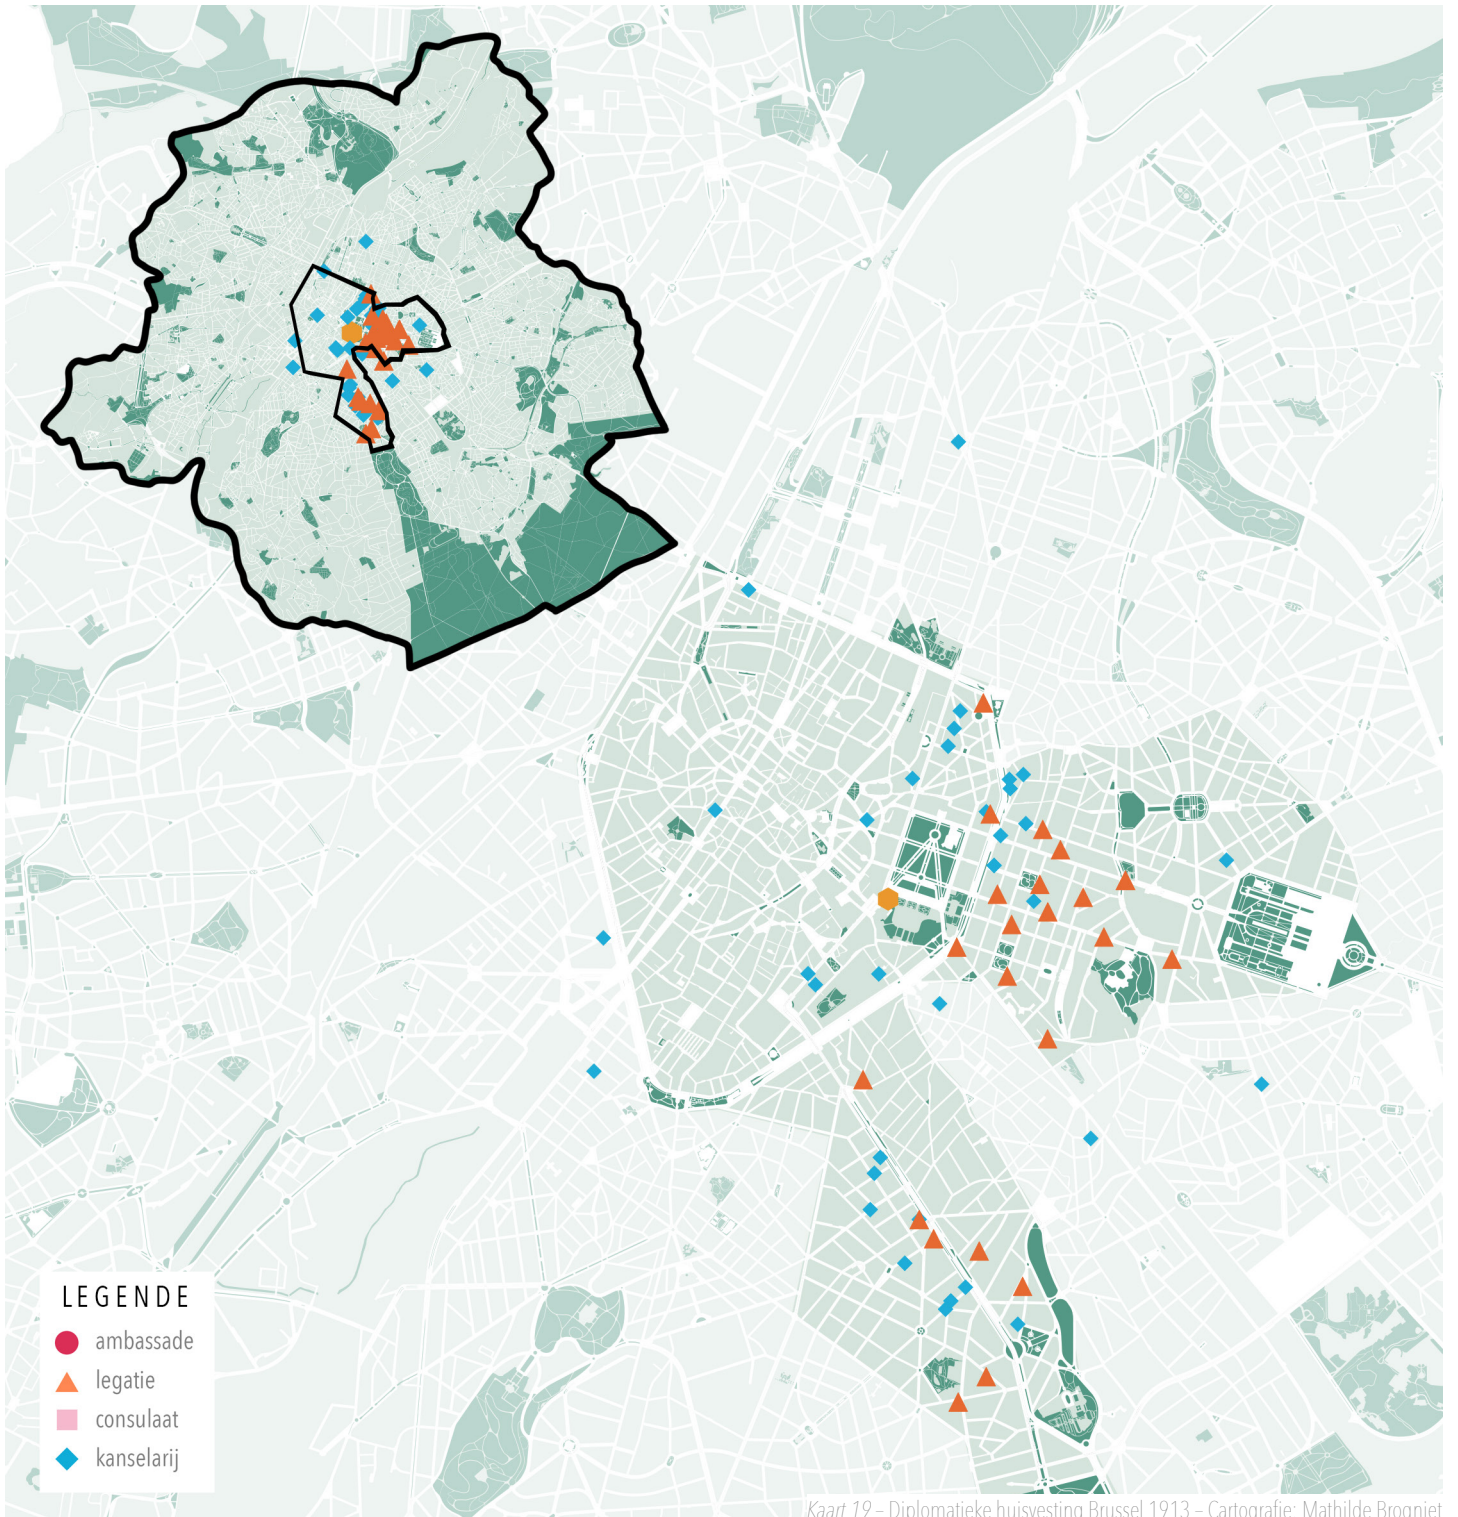 LEGENDE
ambassade
legatie
consulaat
kanselarij
Kaart 19 – Diplomatieke huisvesting Brussel 1913 – Cartografie: Mathilde Brogniet